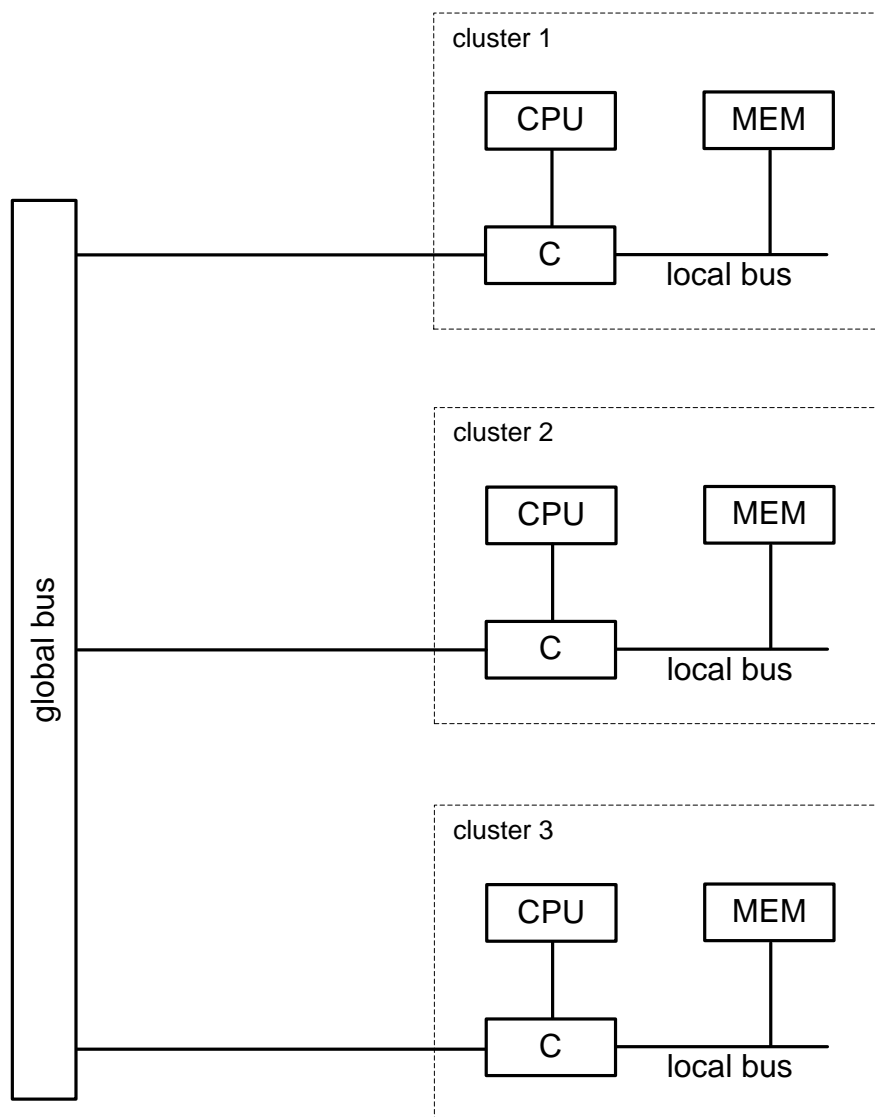 cluster 1
CPU
MEM
C
local bus
cluster 2
CPU
MEM
global bus
C
local bus
cluster 3
CPU
MEM
C
local bus